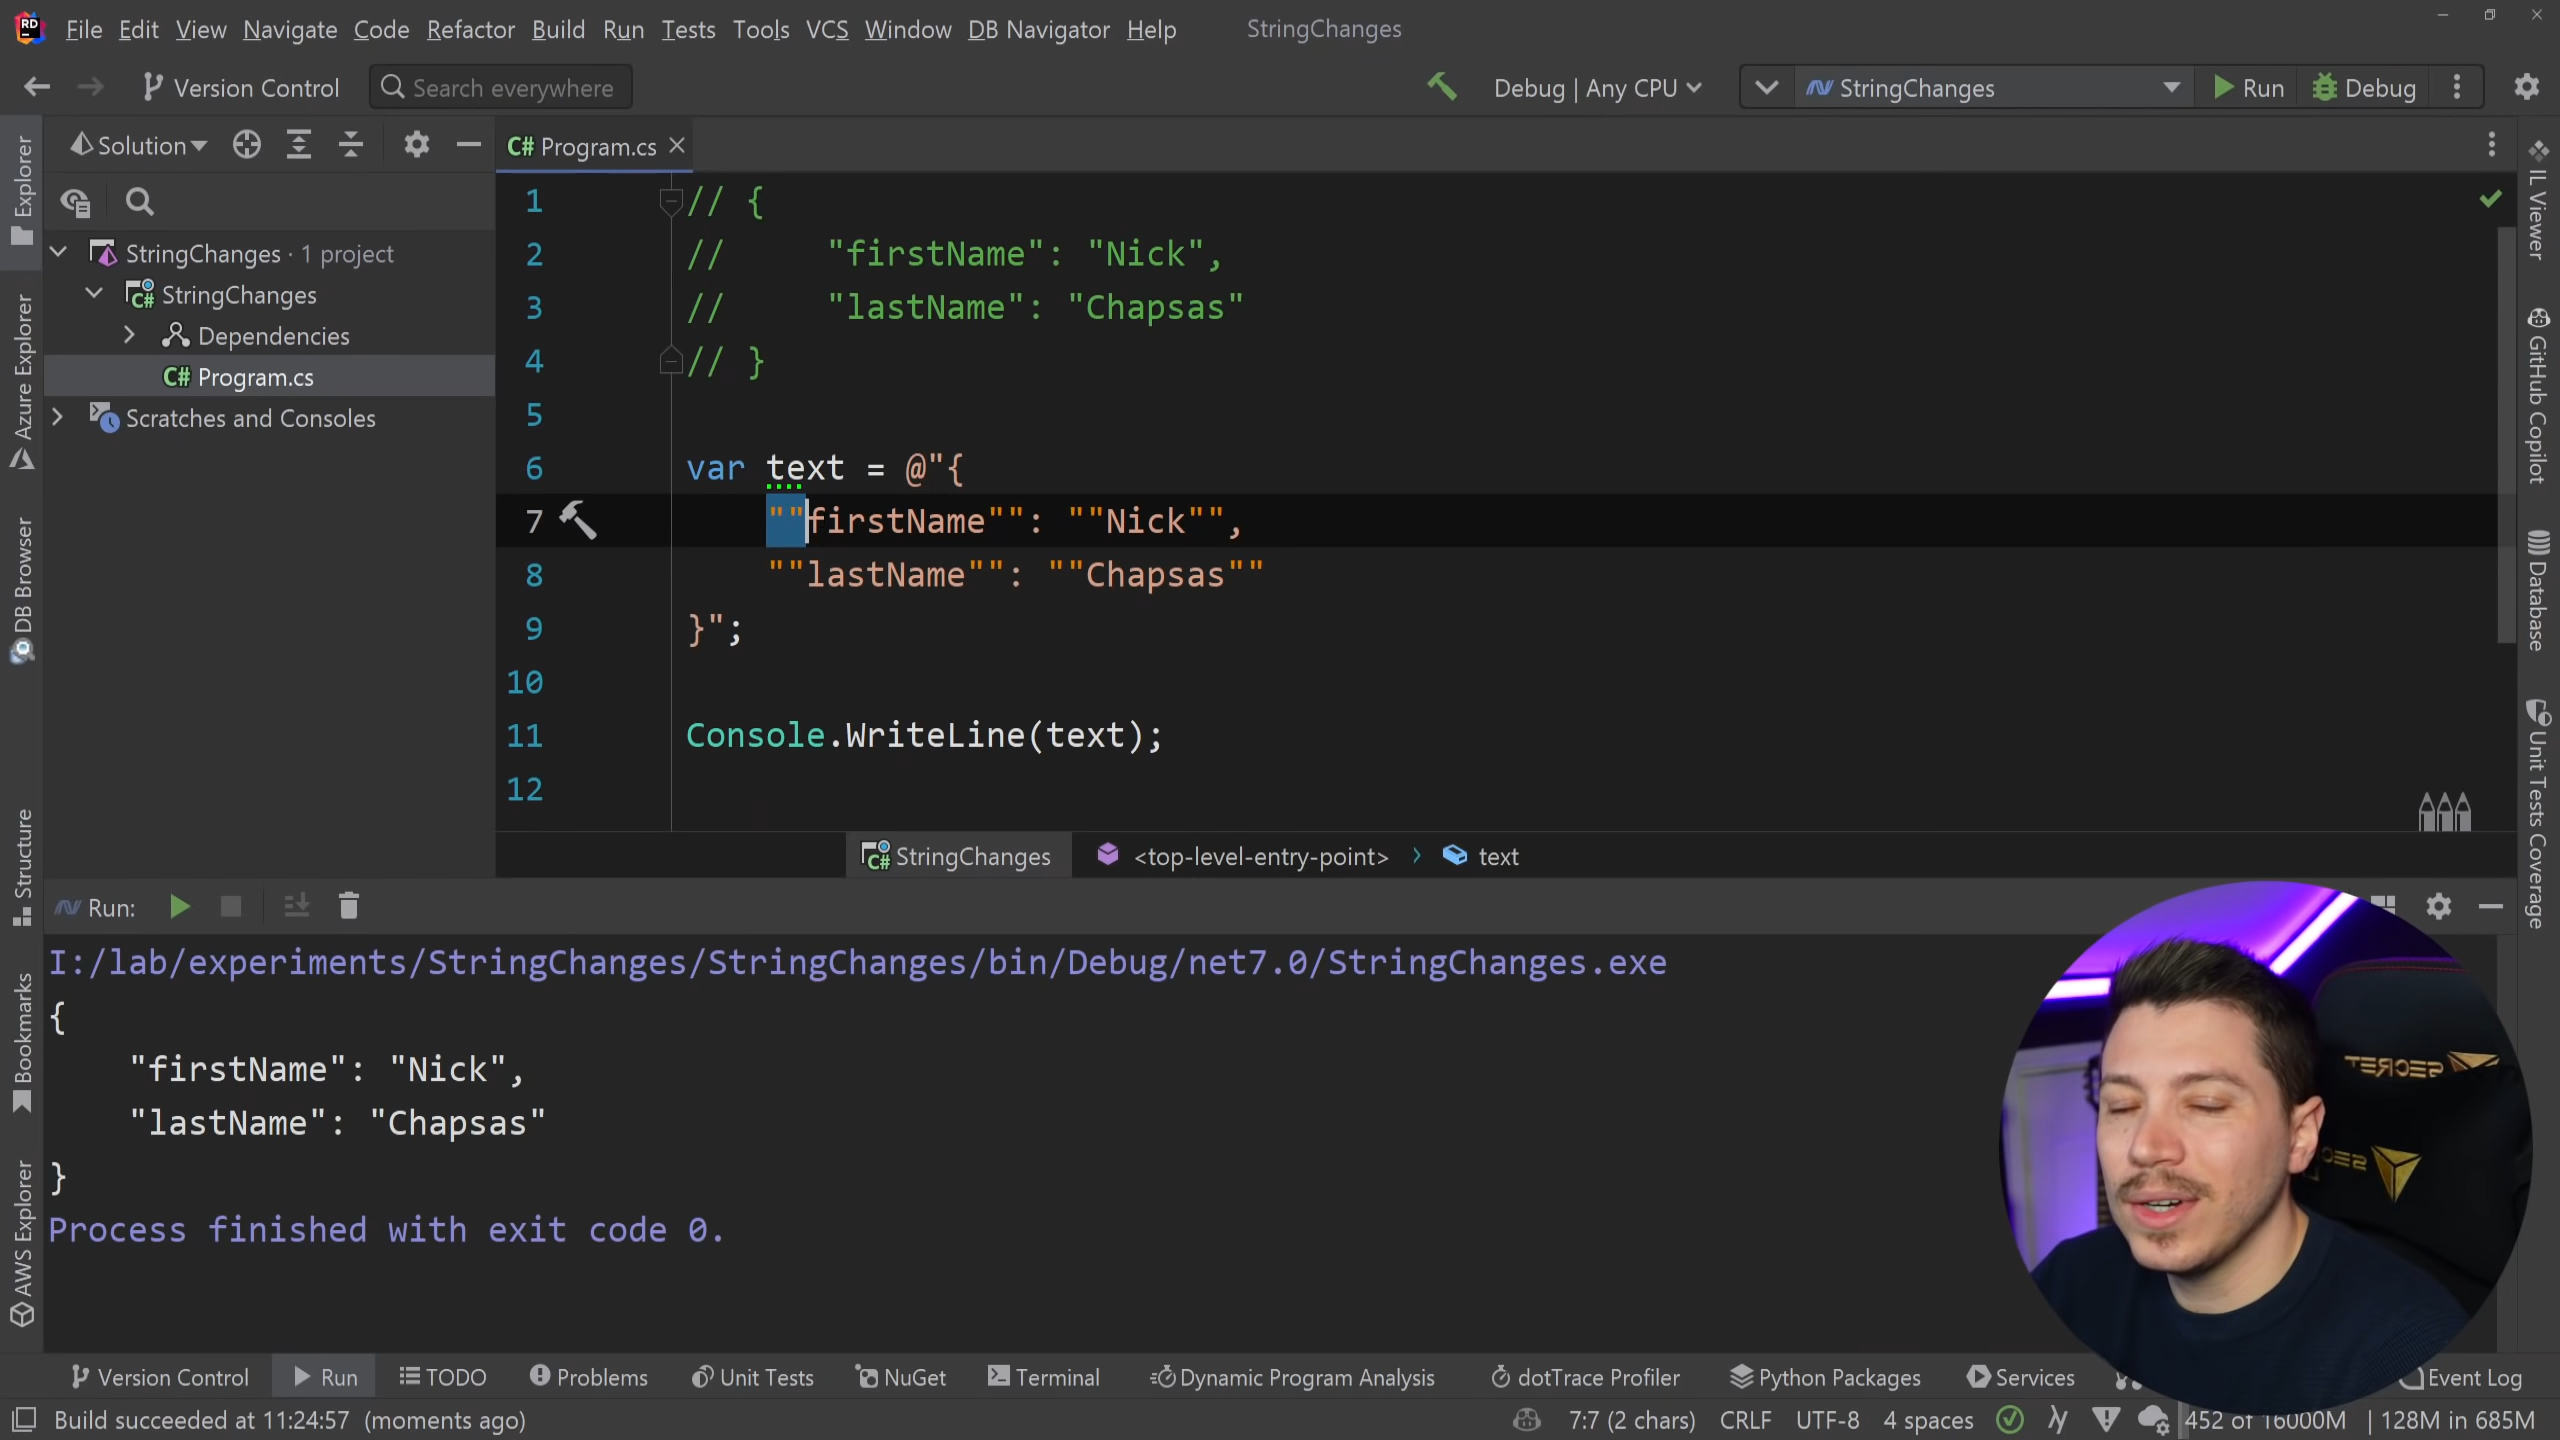 File Edit View Navigate Code Refactor Build Run Tests Tools VCS Window DB Navigator Help StringChanges
Version Control Search everywhere Debug | Any CPU StringChanges Run Debug
Solution
C# Program.cs
StringChanges · 1 project
C# StringChanges
Dependencies
C# Program.cs
Scratches and Consoles
Explorer
Azure Explorer
DB Browser
Structure
Bookmarks
AWS Explorer
1 // {
2 //     "firstName": "Nick",
3 //     "lastName": "Chapsas"
4 // }
5
6 var text = @"{
7     ""firstName"": ""Nick"",
8     ""lastName"": ""Chapsas""
9 }";
10
11 Console.WriteLine(text);
12
C# StringChanges <top-level-entry-point> text
IL Viewer
GitHub Copilot
Database
Unit Tests Coverage
Run:
I:/lab/experiments/StringChanges/StringChanges/bin/Debug/net7.0/StringChanges.exe
{
    "firstName": "Nick",
    "lastName": "Chapsas"
}
Process finished with exit code 0.
SECRET
Version Control Run TODO Problems Unit Tests NuGet Terminal Dynamic Program Analysis dotTrace Profiler Python Packages Services Event Log
Build succeeded at 11:24:57 (moments ago) 7:7 (2 chars) CRLF UTF-8 4 spaces 452 of 16000M | 128M in 685M